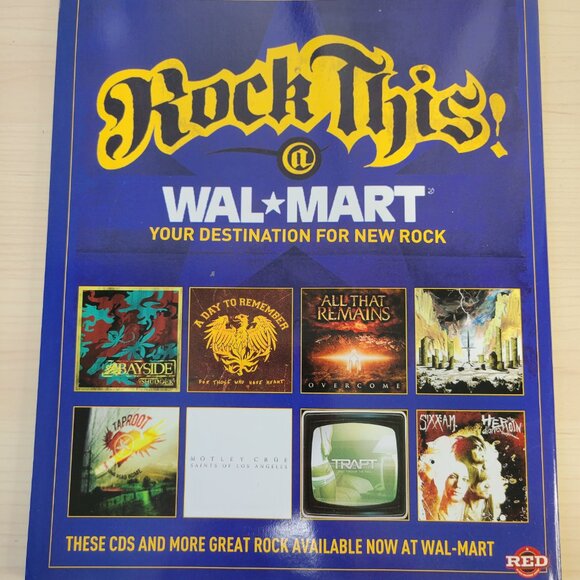 Rock This!
@
WAL★MART®
YOUR DESTINATION FOR NEW ROCK
BAYSIDE
SHUDDER
A DAY TO REMEMBER
FOR THOSE WHO HAVE HEART
ALL THAT
REMAINS
OVERCOME
TAPROOT
MÖTLEY CRÜE
SAINTS OF LOS ANGELES
TRAPT
SIXX:A.M.
HEROIN
DIARIES
THESE CDS AND MORE GREAT ROCK AVAILABLE NOW AT WAL-MART
RED